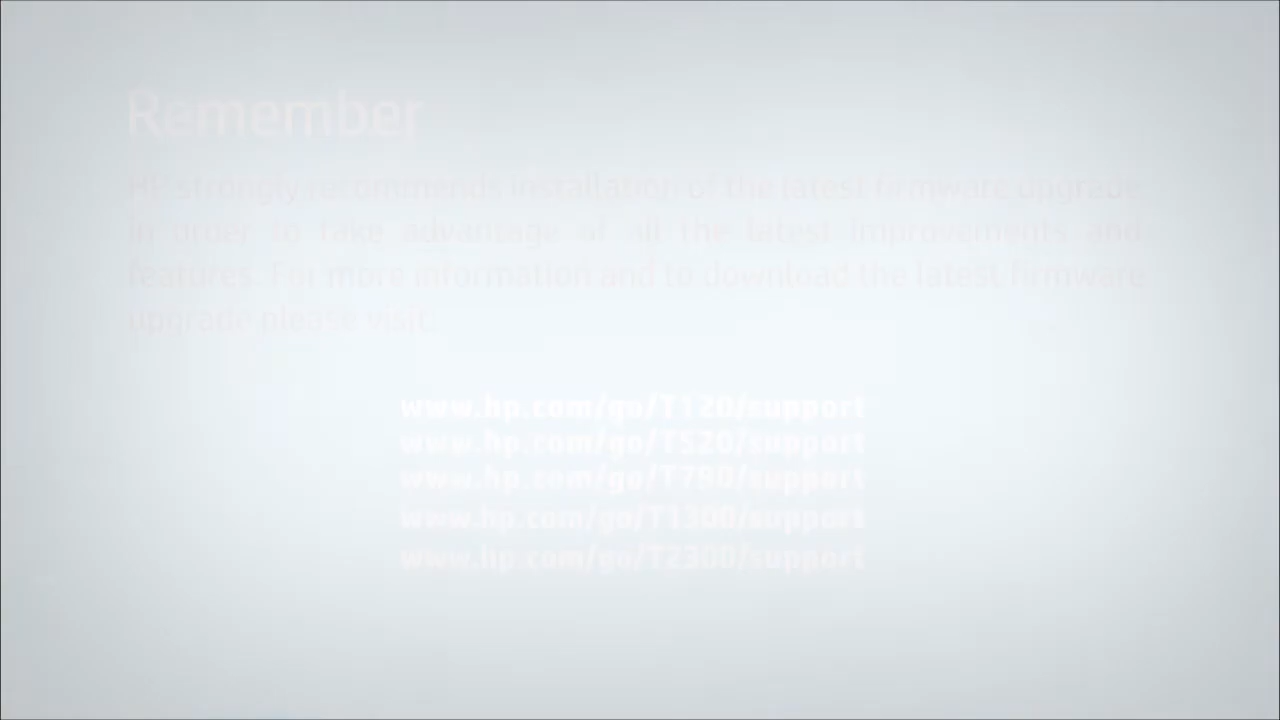 Remember
HP strongly recommends installation of the latest firmware upgrade
in order to take advantage of all the latest improvements and
features. For more information and to download the latest firmware
upgrade please visit:
www.hp.com/go/T120/support
www.hp.com/go/T520/support
www.hp.com/go/T780/support
www.hp.com/go/T1300/support
www.hp.com/go/T2300/support